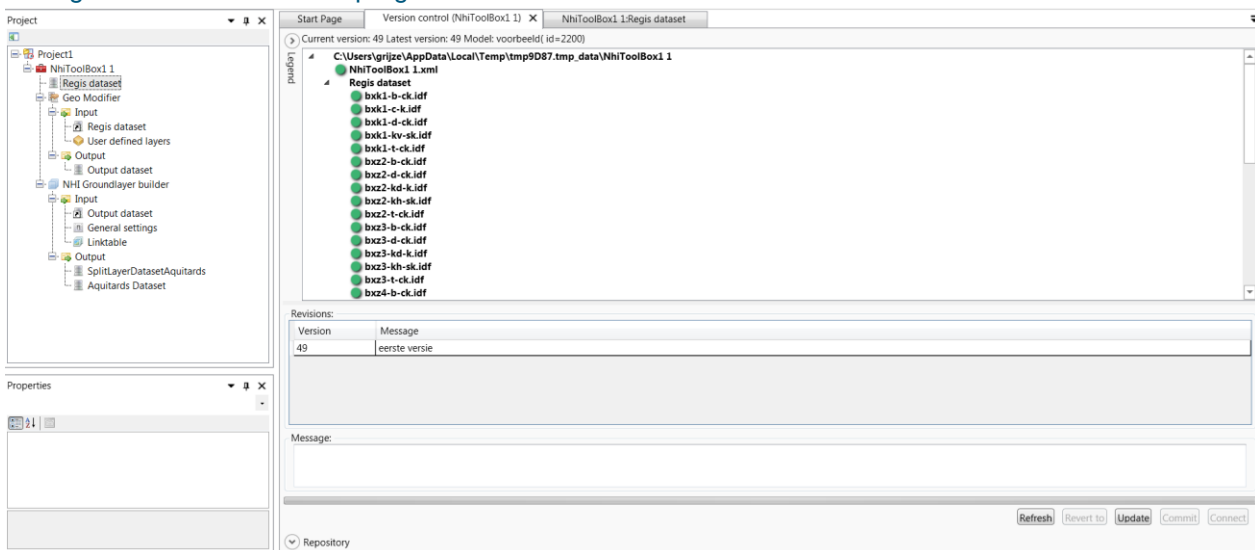 Project
Project1
NhiToolBox1 1
Regis dataset
Geo Modifier
Input
Regis dataset
User defined layers
Output
Output dataset
NHI Groundlayer builder
Input
Output dataset
General settings
Linktable
Output
SplitLayerDatasetAquitards
Aquitards Dataset
Properties
Start Page
Version control (NhiToolBox1 1) X
NhiToolBox1 1:Regis dataset
Current version: 49 Latest version: 49 Model: voorbeeld( id=2200)
Legend
C:\Users\grijze\AppData\Local\Temp\tmp9D87.tmp_data\NhiToolBox1 1
NhiToolBox1 1.xml
Regis dataset
bxk1-b-ck.idf
bxk1-c-k.idf
bxk1-d-ck.idf
bxk1-kv-sk.idf
bxk1-t-ck.idf
bxz2-b-ck.idf
bxz2-d-ck.idf
bxz2-kd-k.idf
bxz2-kh-sk.idf
bxz2-t-ck.idf
bxz3-b-ck.idf
bxz3-d-ck.idf
bxz3-kd-k.idf
bxz3-kh-sk.idf
bxz3-t-ck.idf
bxz4-b-ck.idf
Revisions:
Version Message
49 eerste versie
Message:
Refresh Revert to Update Commit Connect
Repository